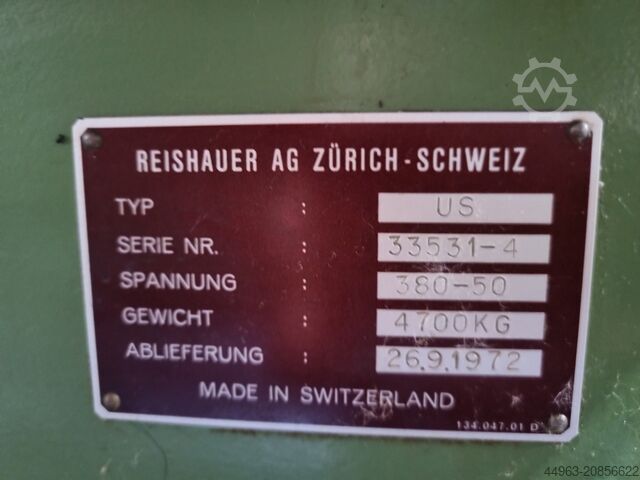 REISHAUER AG ZÜRICH-SCHWEIZ
TYP : US
SERIE NR. : 33531-4
SPANNUNG : 380-50
GEWICHT : 4700KG
ABLIEFERUNG : 26.9.1972
MADE IN SWITZERLAND
134.047.01 D
44963-20856622